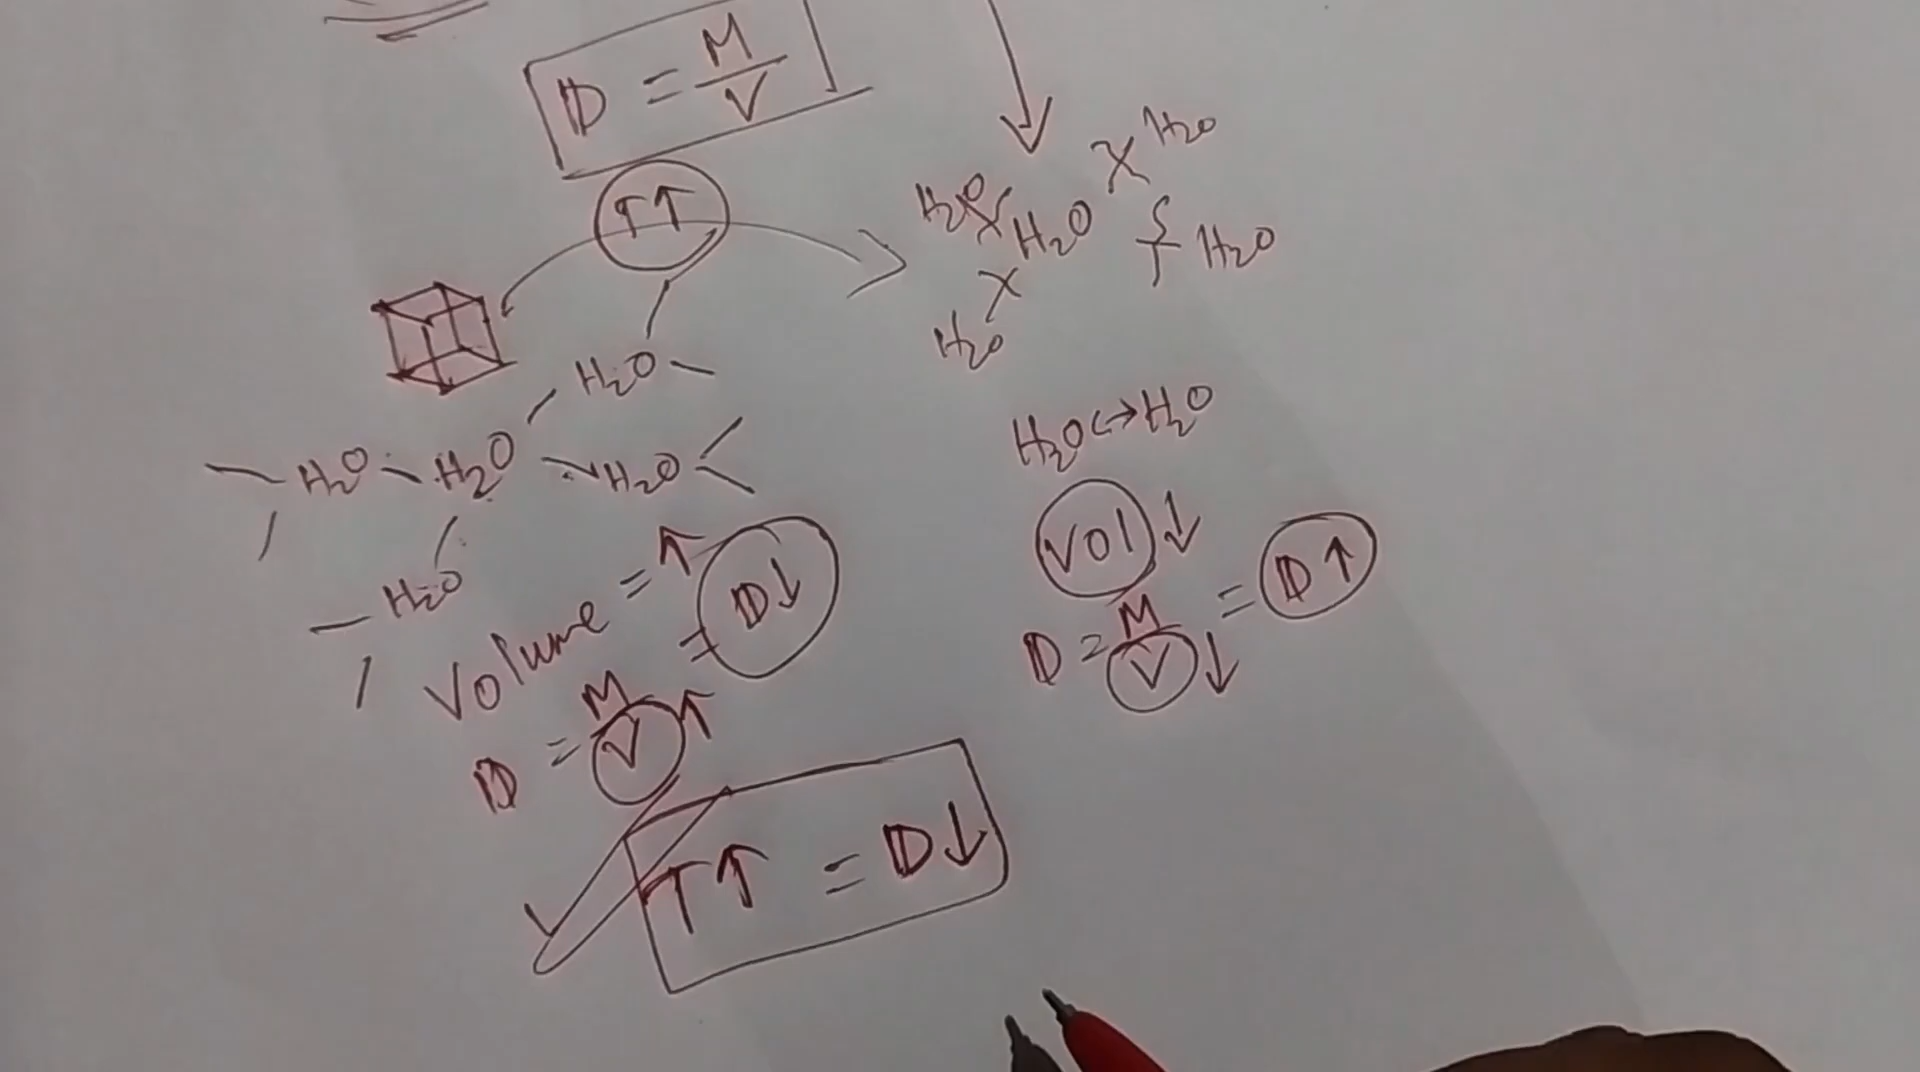 D = M/V
T↑
H2O
H2O H2O
H2O
H2O
H2O
H2O H2O H2O
H2O
Volume = ↑
D = M/V ↑ = D↓
H2O ↔ H2O
Vol ↓
D = M/V ↓ = D↑
T↑ = D↓